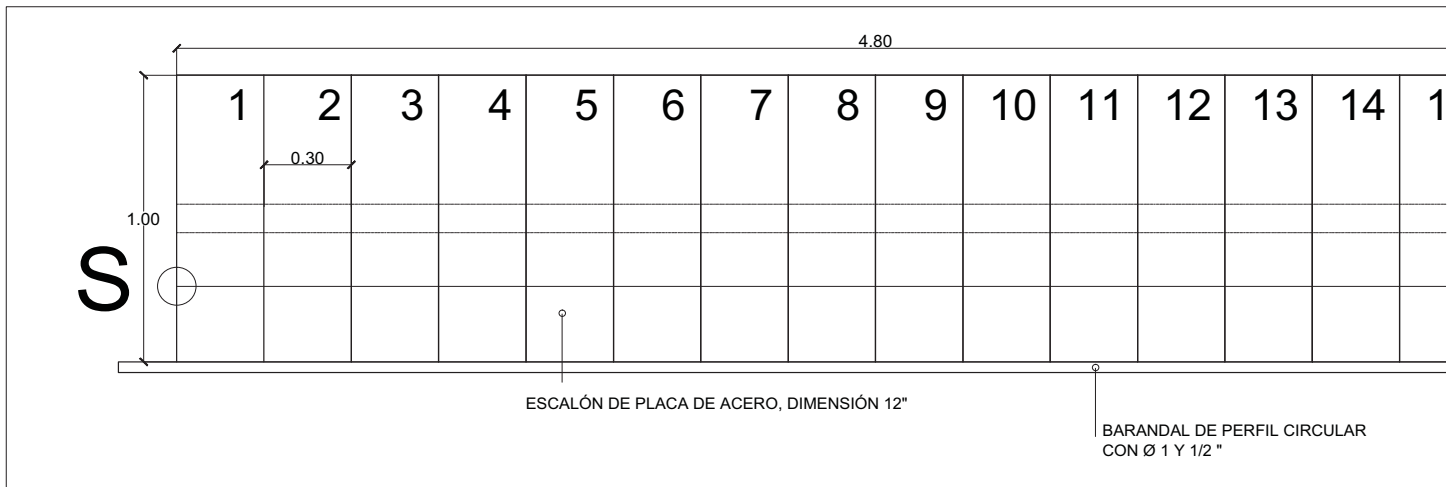 4.80
1 2 3 4 5 6 7 8 9 10 11 12 13 14 1
0.30
1.00
S
ESCALÓN DE PLACA DE ACERO, DIMENSIÓN 12"
BARANDAL DE PERFIL CIRCULAR
CON Ø 1 Y 1/2 "